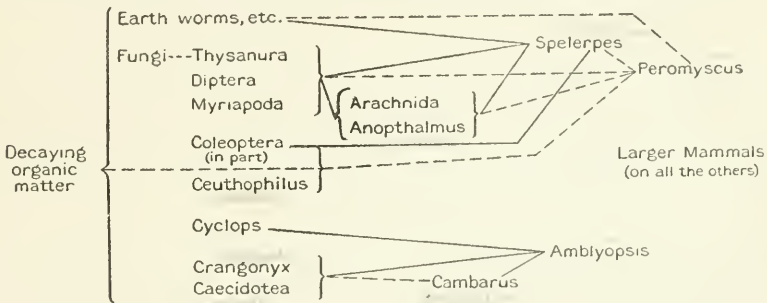 Earth worms, etc.
Spelerpes
Fungi---Thysanura
Peromyscus
Diptera
Myriapoda
Arachnida
Anopthalmus
Coleoptera
(in part)
Decaying
organic
matter
Larger Mammals
(on all the others)
Ceuthophilus
Cyclops
Amblyopsis
Crangonyx
Caecidotea
Cambarus